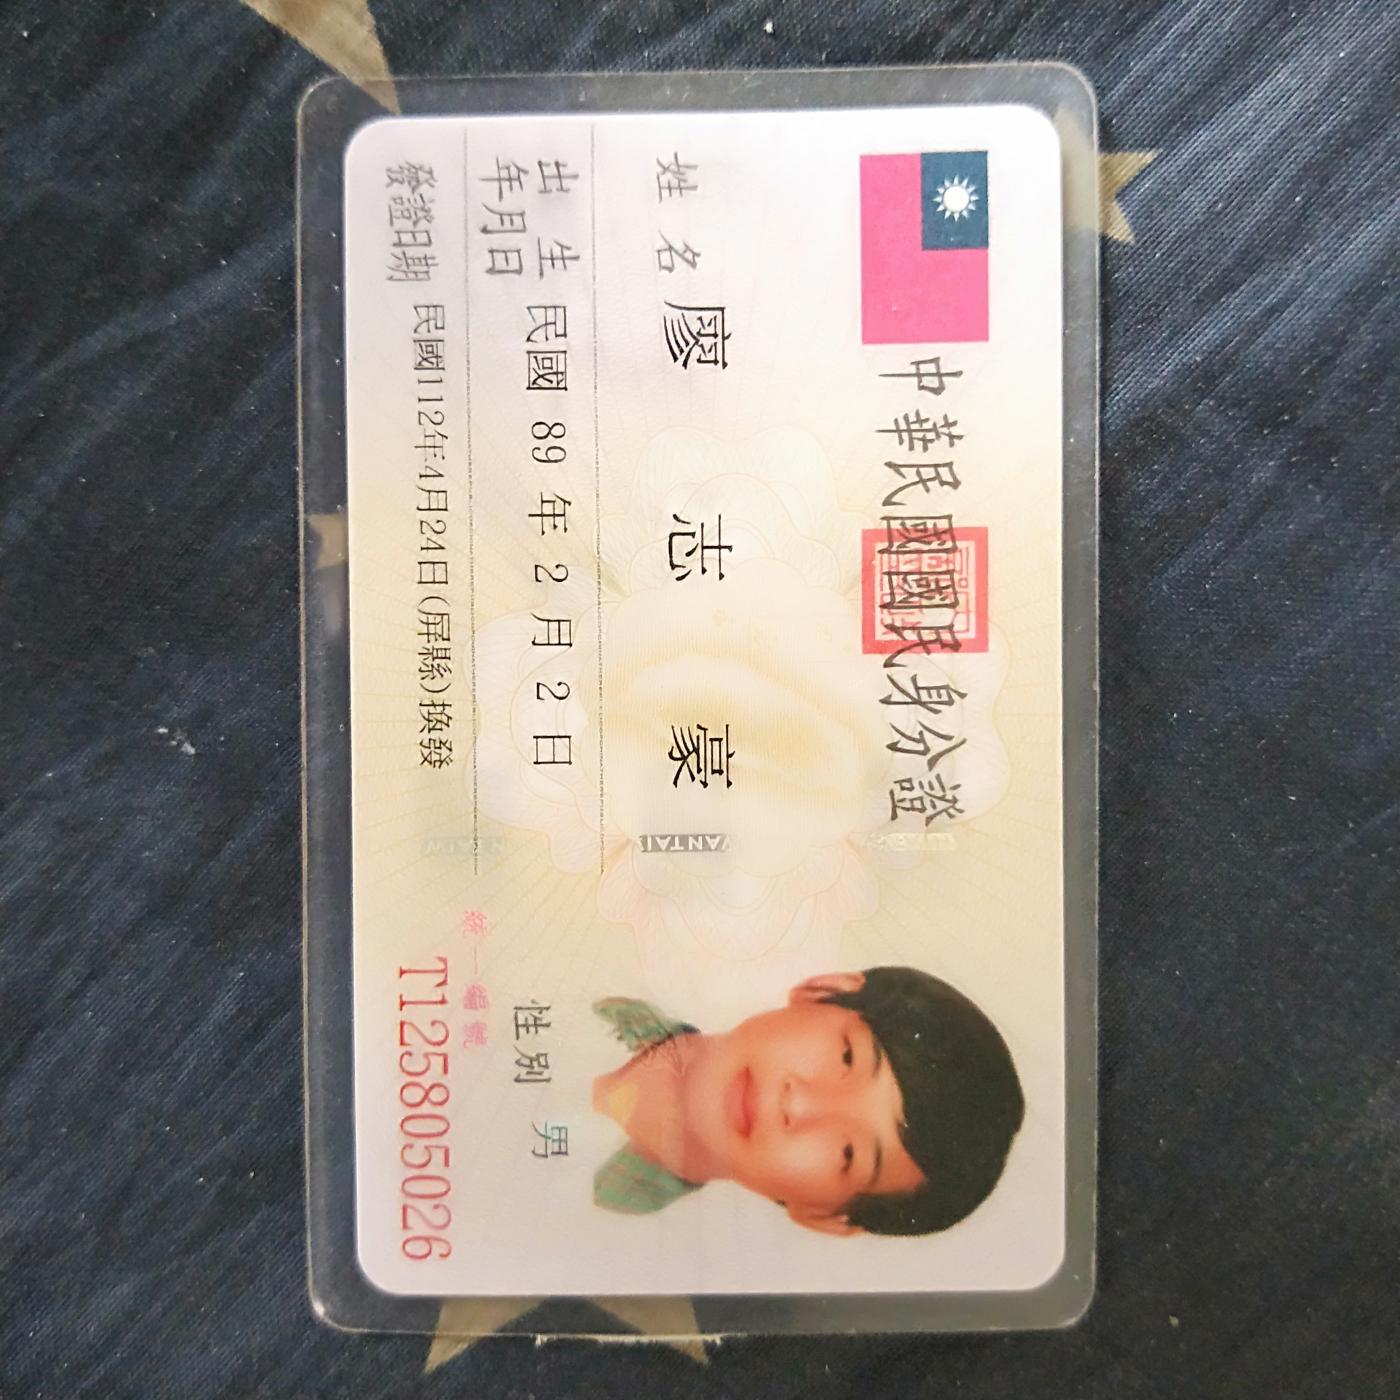 中華民國國民身分證
姓名 廖志豪
出生年月日 民國 89 年 2 月 2 日
性別 男
發證日期 民國112年4月24日(屏縣)換發
統一編號
T125805026